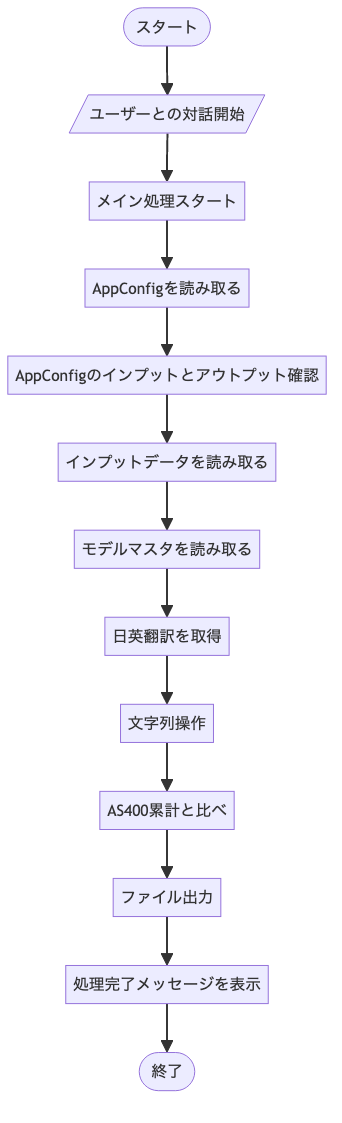 スタート
ユーザーとの対話開始
メイン処理スタート
AppConfigを読み取る
AppConfigのインプットとアウトプット確認
インプットデータを読み取る
モデルマスタを読み取る
日英翻訳を取得
文字列操作
AS400累計と比べ
ファイル出力
処理完了メッセージを表示
終了